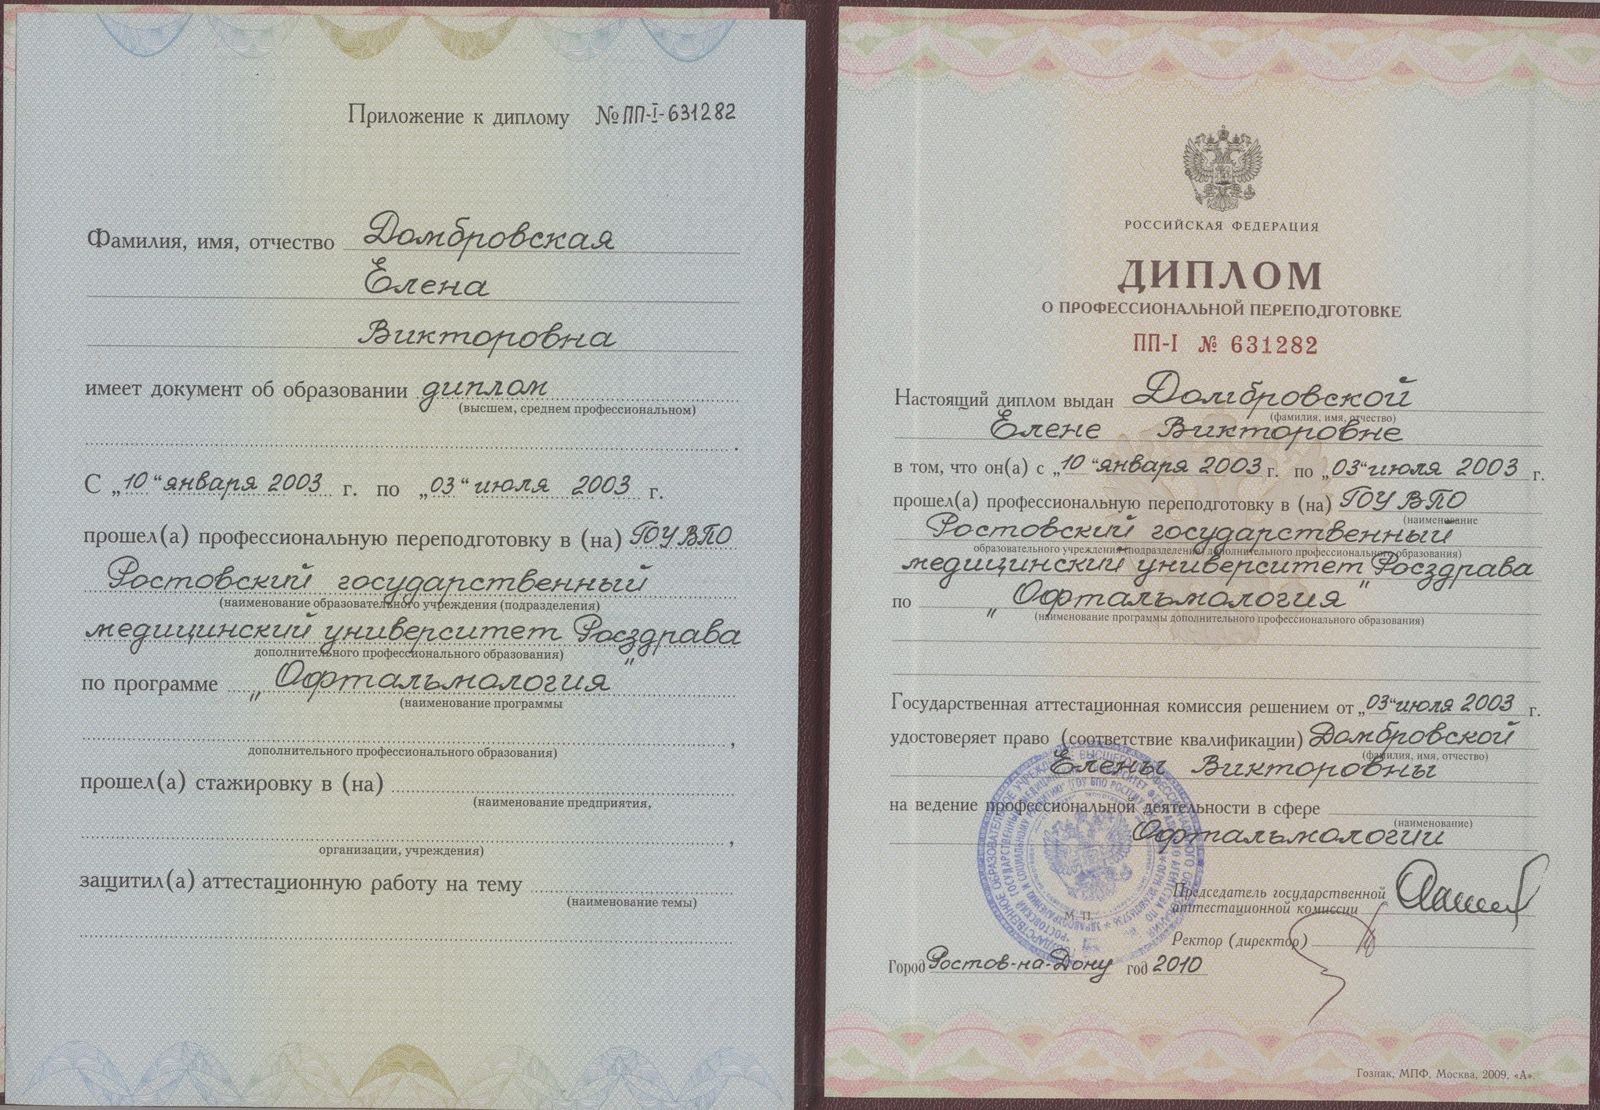 Приложение к диплому № ПП-I-631282
Фамилия, имя, отчество Домбровская
Елена
Викторовна
имеет документ об образовании диплом
(высшем, среднем профессиональном)
С „10“ января 2003 г. по „03“ июля 2003 г.
прошел(а) профессиональную переподготовку в (на) ГОУ ВПО
Ростовский государственный
(наименование образовательного учреждения (подразделения)
медицинский университет Росздрава
дополнительного профессионального образования)
по программе „Офтальмология“
(наименование программы
дополнительного профессионального образования) ,
прошел(а) стажировку в (на)
(наименование предприятия,
организации, учреждения) ,
защитил(а) аттестационную работу на тему
(наименование темы)
РОССИЙСКАЯ ФЕДЕРАЦИЯ
ДИПЛОМ
О ПРОФЕССИОНАЛЬНОЙ ПЕРЕПОДГОТОВКЕ
ПП-I № 631282
Настоящий диплом выдан Домбровской
(фамилия, имя, отчество)
Елене Викторовне
в том, что он(а) с „10“ января 2003 г. по „03“ июля 2003 г.
прошел(а) профессиональную переподготовку в (на) ГОУ ВПО
(наименование
Ростовский государственный
образовательного учреждения (подразделения) дополнительного профессионального образования)
медицинский университет Росздрава
по „Офтальмология“
(наименование программы дополнительного профессионального образования)
Государственная аттестационная комиссия решением от „03“ июля 2003 г.
удостоверяет право (соответствие квалификации) Домбровской
(фамилия, имя, отчество)
Елены Викторовны
на ведение профессиональной деятельности в сфере
(наименование)
Офтальмологии
Председатель государственной
аттестационной комиссии
М. П.
Ректор (директор)
Город Ростов-на-Дону год 2010
Гознак, МПФ, Москва, 2009, «А».